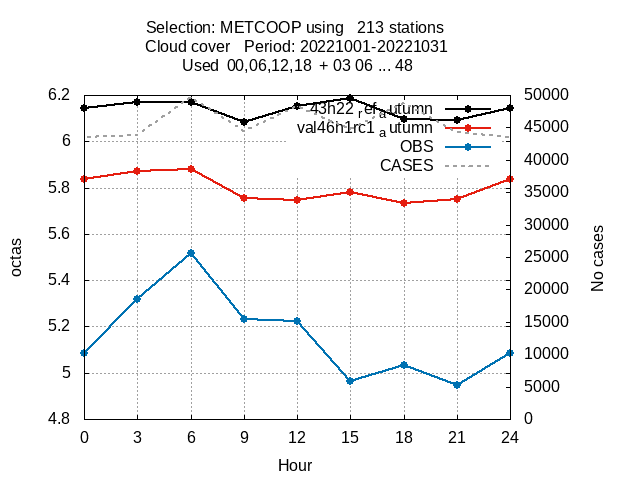 Selection: METCOOP using 213 stations
Cloud cover Period: 20221001-20221031
Used 00,06,12,18 + 03 06 ... 48
6.2
6
5.8
5.6
5.4
5.2
5
4.8
50000
45000
40000
35000
30000
25000
20000
15000
10000
5000
0
43h22refautumn
val46h1rc1autumn
OBS
CASES
octas
No cases
0 3 6 9 12 15 18 21 24
Hour